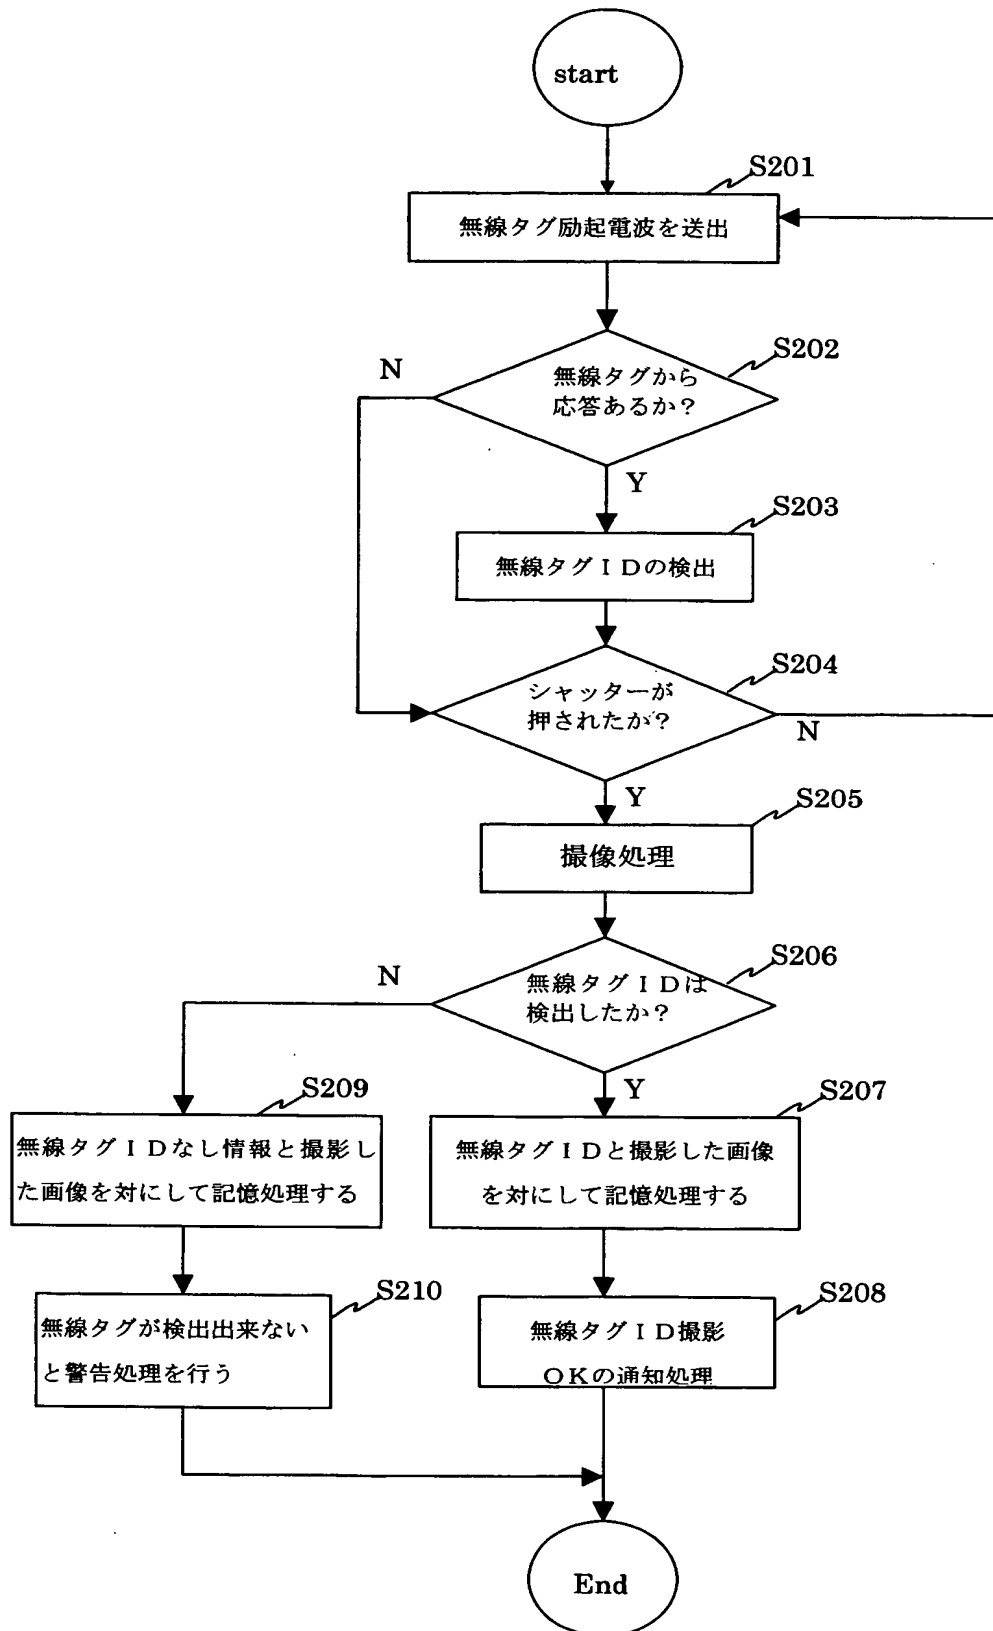 start
S201
無線タグ励起電波を送出
S202
N
無線タグから
応答あるか？
Y
S203
無線タグＩＤの検出
S204
シャッターが
押されたか？
N
Y
S205
撮像処理
S206
N
無線タグＩＤは
検出したか？
Y
S209
無線タグＩＤなし情報と撮影し
た画像を対にして記憶処理する
S207
無線タグＩＤと撮影した画像
を対にして記憶処理する
S210
無線タグが検出出来ない
と警告処理を行う
S208
無線タグＩＤ撮影
ＯＫの通知処理
End